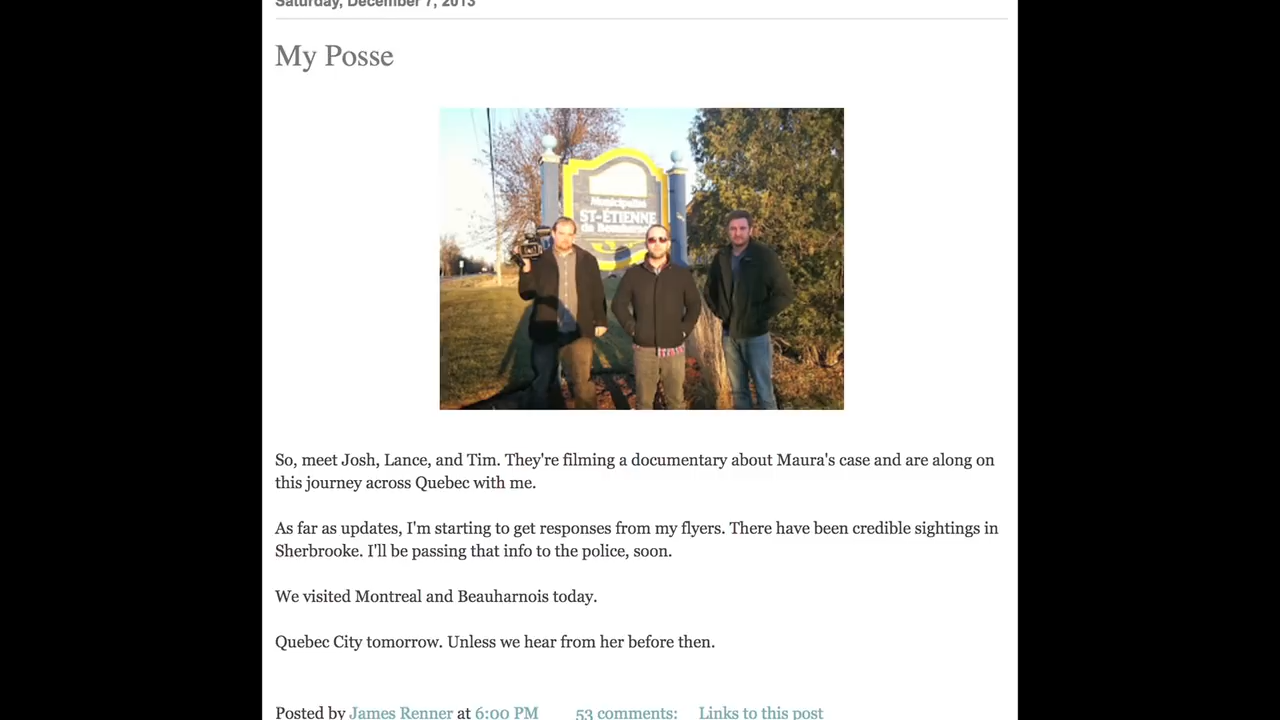 Saturday, December 7, 2013
My Posse
Municipalité
ST-ÉTIENNE
de Beauharnois
So, meet Josh, Lance, and Tim. They're filming a documentary about Maura's case and are along on
this journey across Quebec with me.
As far as updates, I'm starting to get responses from my flyers. There have been credible sightings in
Sherbrooke. I'll be passing that info to the police, soon.
We visited Montreal and Beauharnois today.
Quebec City tomorrow. Unless we hear from her before then.
Posted by James Renner at 6:00 PM 53 comments: Links to this post